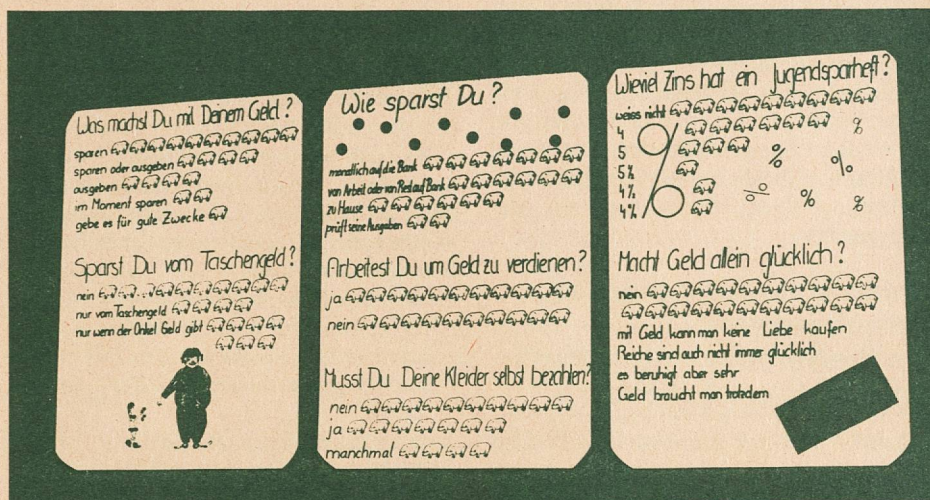 Was machst Du mit Deinem Geld?
sparen
sparen oder ausgeben
ausgeben
im Moment sparen
gebe es für gute Zwecke
Sparst Du vom Taschengeld?
nein
nur vom Taschengeld
nur wenn der Onkel Geld gibt
Wie sparst Du?
monatlich auf die Bank
von Arbeit oder von Rest auf Bank
zu Hause
prüft seine Ausgaben
Arbeitest Du um Geld zu verdienen?
ja
nein
Musst Du Deine Kleider selbst bezahlen?
nein
ja
manchmal
Wieviel Zins hat ein Jugendsparheft?
weiss nicht
4 %
5 %
5½ %
4½ %
4¾ %
Macht Geld allein glücklich?
nein
mit Geld kann man keine Liebe kaufen
Reiche sind auch nicht immer glücklich
es beruhigt aber sehr
Geld braucht man trotzdem